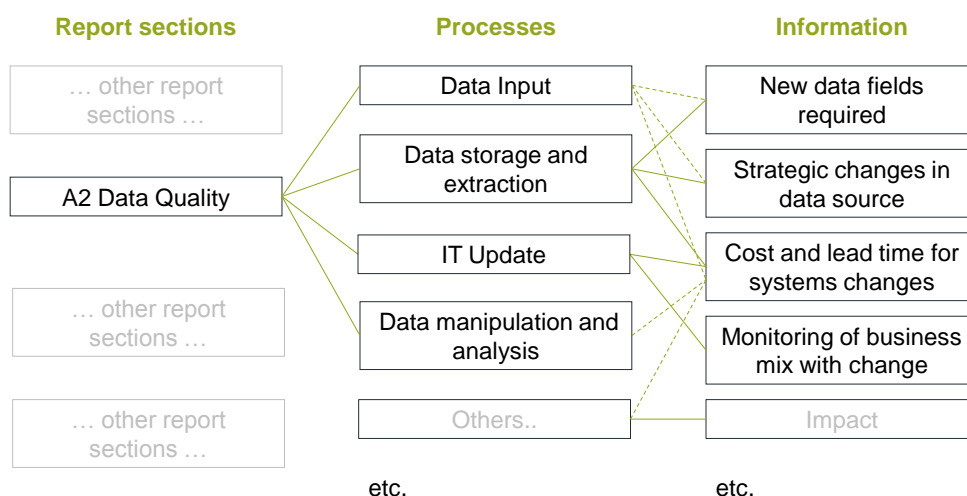 Report sections
Processes
Information
… other report
sections …
A2 Data Quality
… other report
sections …
… other report
sections …
Data Input
Data storage and
extraction
IT Update
Data manipulation and
analysis
Others..
etc.
New data fields
required
Strategic changes in
data source
Cost and lead time for
systems changes
Monitoring of business
mix with change
Impact
etc.